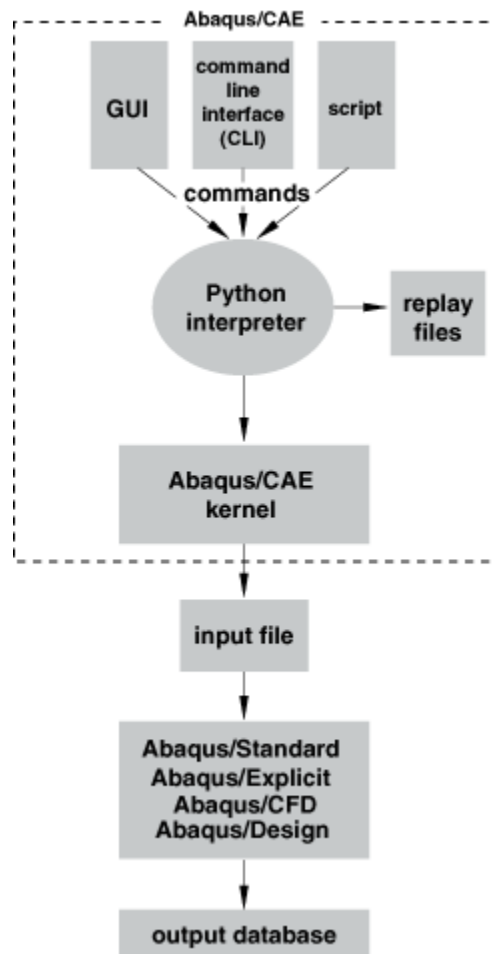 Abaqus/CAE
GUI
command
line
interface
(CLI)
script
commands
Python
interpreter
replay
files
Abaqus/CAE
kernel
input file
Abaqus/Standard
Abaqus/Explicit
Abaqus/CFD
Abaqus/Design
output database